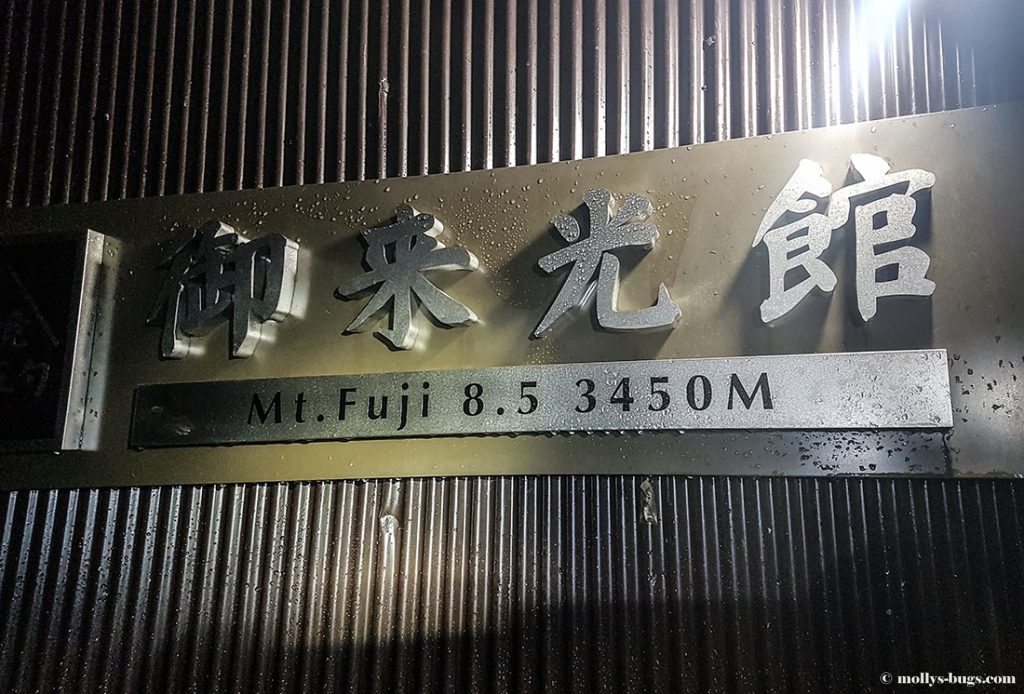 御来光館
Mt.Fuji 8.5 3450M
© mollys-bugs.com